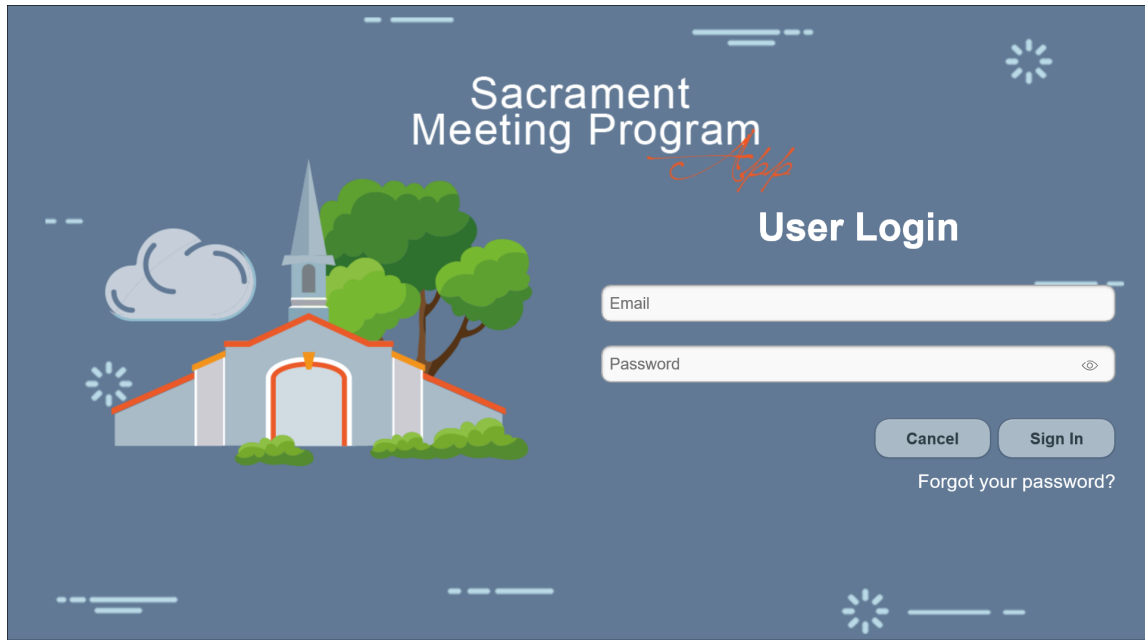 Sacrament
Meeting Program
App
User Login
Email
Password
Cancel Sign In
Forgot your password?